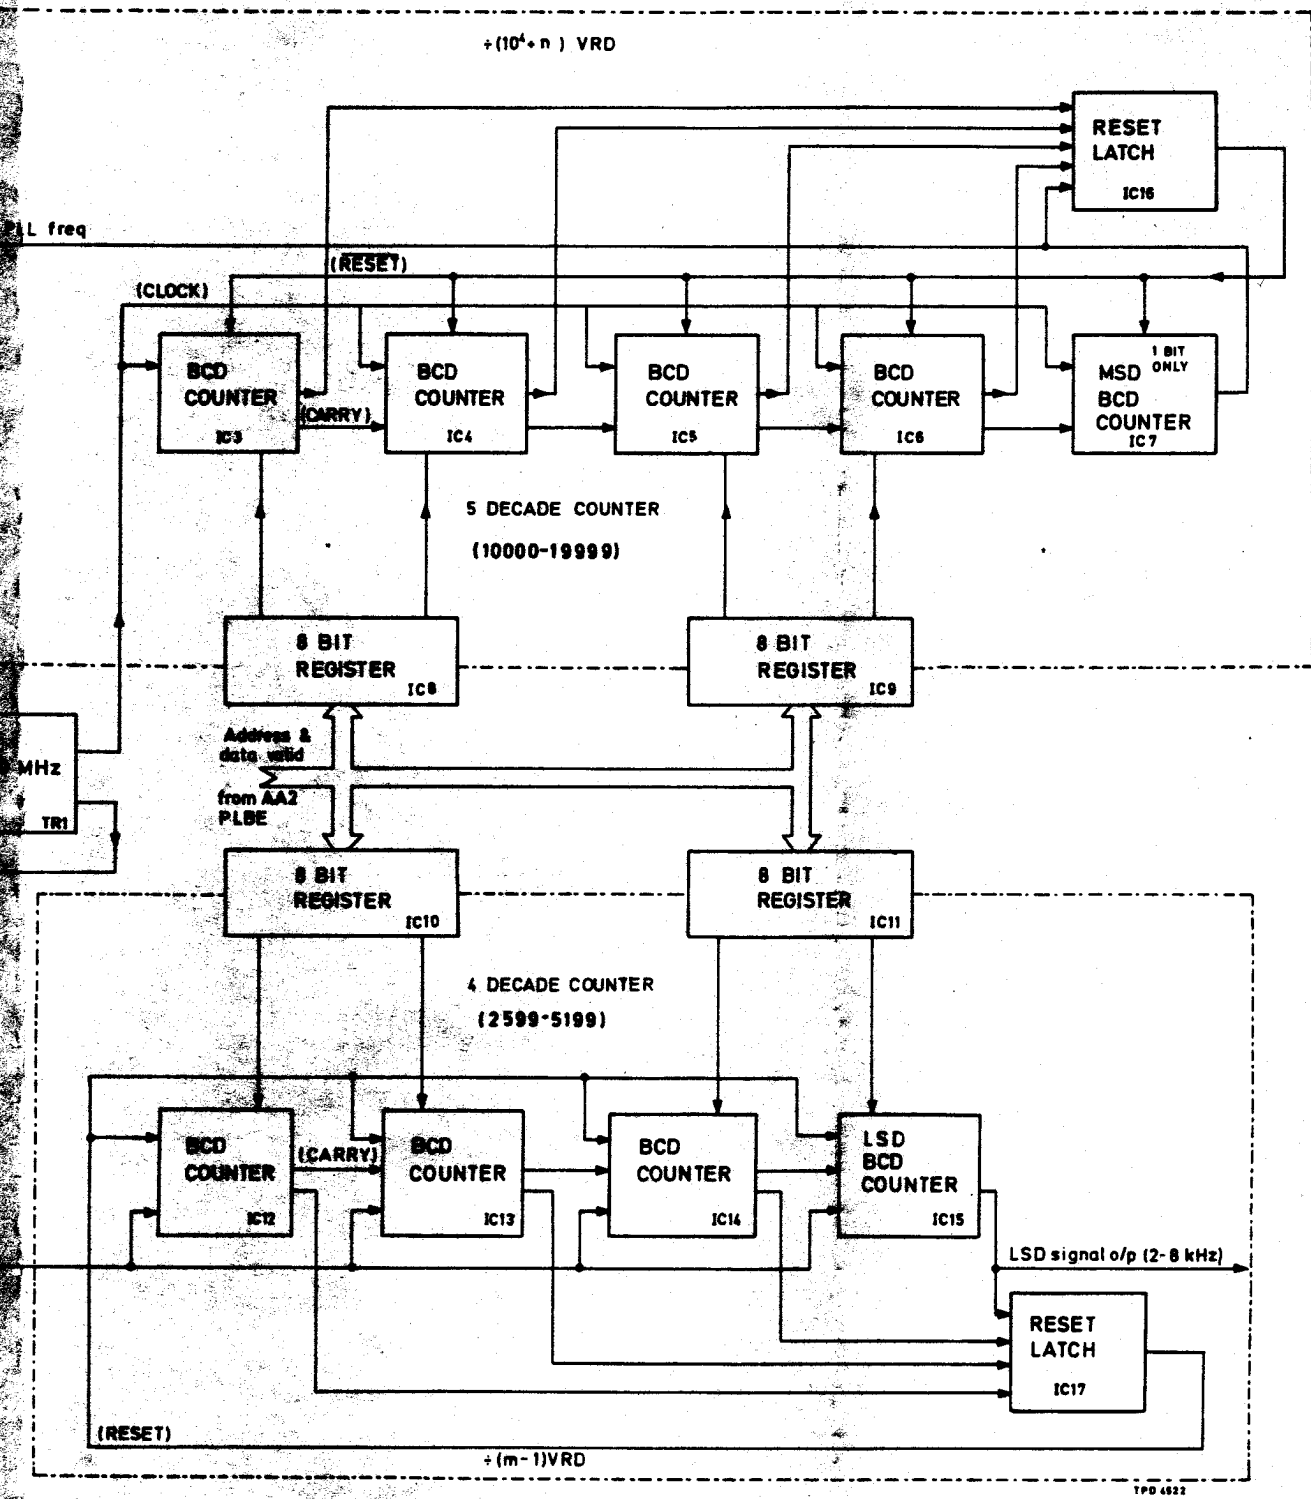 ÷(10⁴+n) VRD
RESET
LATCH
IC16
PLL freq
(RESET)
(CLOCK)
BCD
COUNTER
IC3
(CARRY)
BCD
COUNTER
IC4
BCD
COUNTER
IC5
BCD
COUNTER
IC6
1 BIT
ONLY
MSD
BCD
COUNTER
IC7
5 DECADE COUNTER
(10000-19999)
8 BIT
REGISTER
IC8
8 BIT
REGISTER
IC9
Address &
data valid
from AA2
PLBE
MHz
TR1
8 BIT
REGISTER
IC10
8 BIT
REGISTER
IC11
4 DECADE COUNTER
(2599-5199)
BCD
COUNTER
IC12
(CARRY)
BCD
COUNTER
IC13
BCD
COUNTER
IC14
LSD
BCD
COUNTER
IC15
LSD signal o/p (2-8 kHz)
RESET
LATCH
IC17
(RESET)
÷(m-1)VRD
TPD 4522